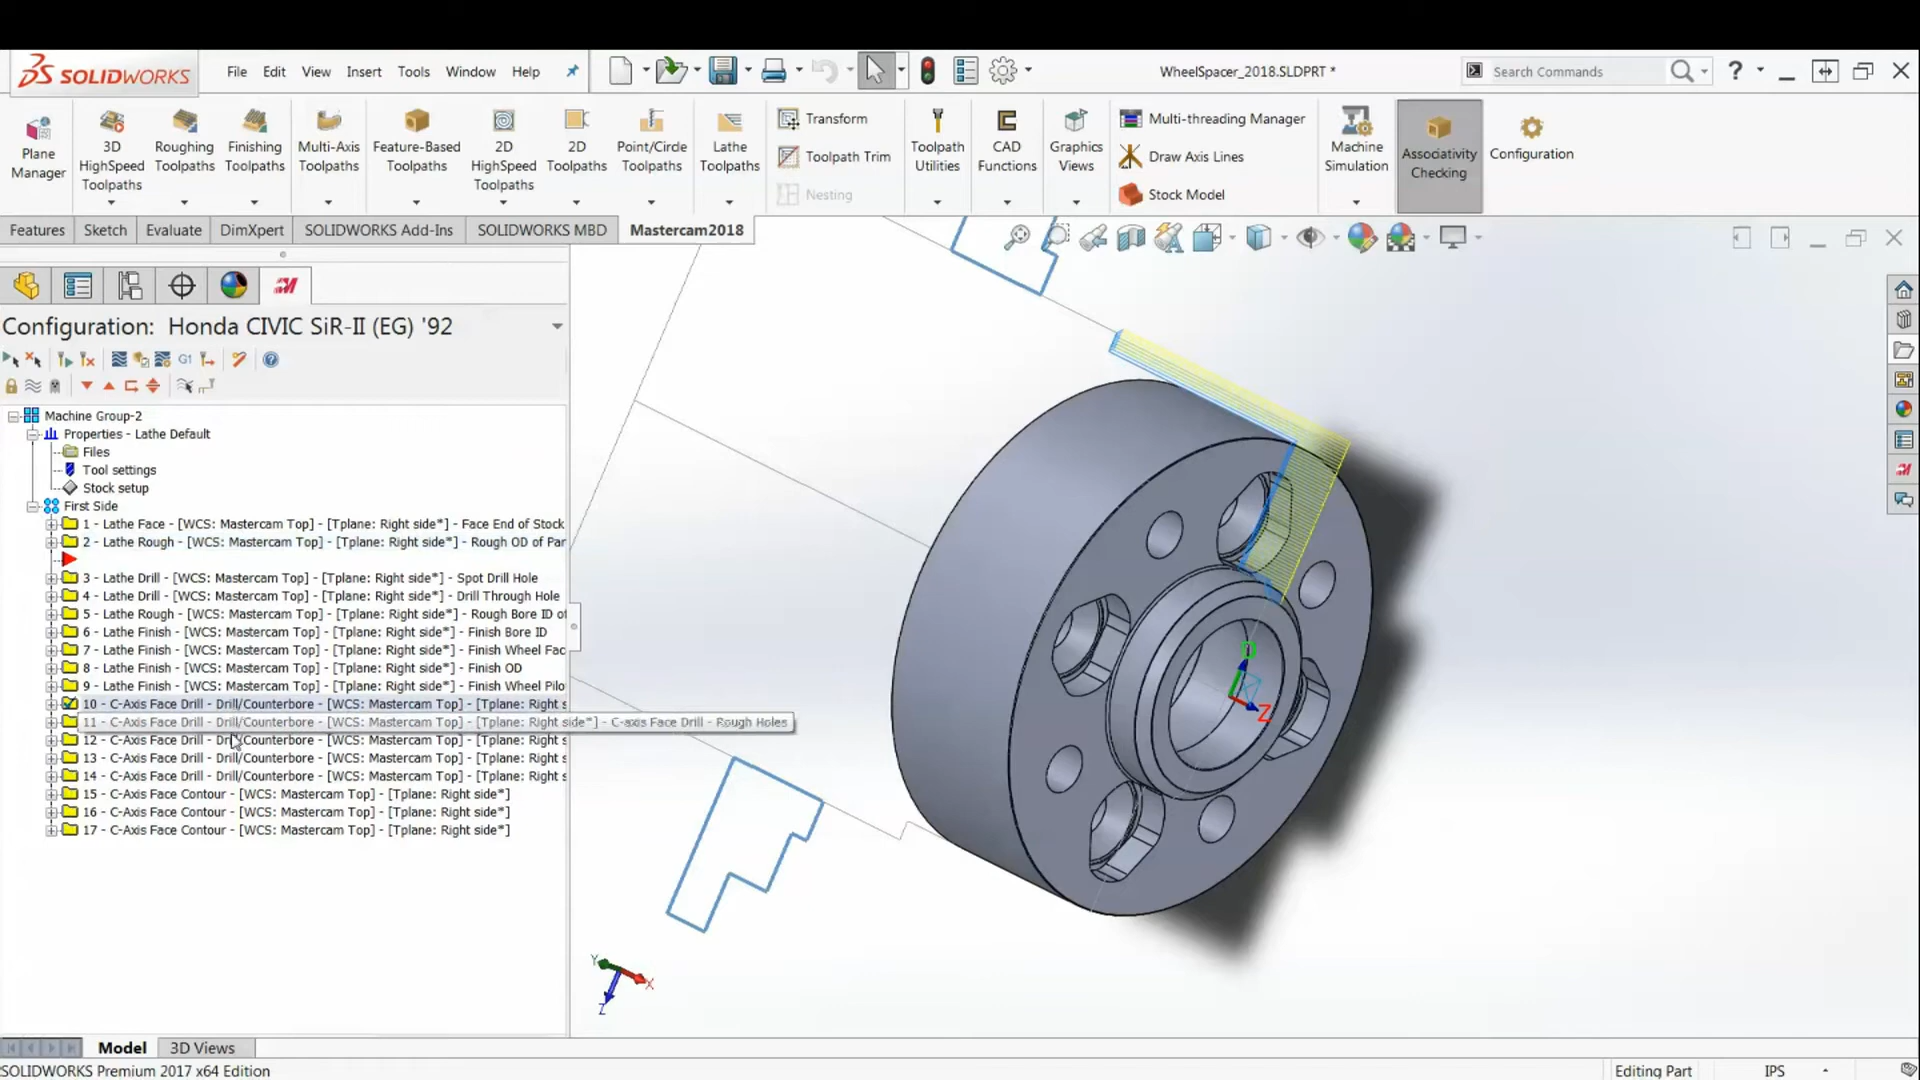 SOLIDWORKS
File Edit View Insert Tools Window Help
WheelSpacer_2018.SLDPRT *
Search Commands
?
Plane Manager
3D HighSpeed Toolpaths
Roughing Toolpaths
Finishing Toolpaths
Multi-Axis Toolpaths
Feature-Based Toolpaths
2D HighSpeed Toolpaths
2D Toolpaths
Point/Circle Toolpaths
Lathe Toolpaths
Transform
Toolpath Trim
Nesting
Toolpath Utilities
CAD Functions
Graphics Views
Multi-threading Manager
Draw Axis Lines
Stock Model
Machine Simulation
Associativity Checking
Configuration
Features Sketch Evaluate DimXpert SOLIDWORKS Add-Ins SOLIDWORKS MBD Mastercam2018
Configuration: Honda CIVIC SiR-II (EG) '92
G1
Machine Group-2
Properties - Lathe Default
Files
Tool settings
Stock setup
First Side
1 - Lathe Face - [WCS: Mastercam Top] - [Tplane: Right side*] - Face End of Stock
2 - Lathe Rough - [WCS: Mastercam Top] - [Tplane: Right side*] - Rough OD of Par
3 - Lathe Drill - [WCS: Mastercam Top] - [Tplane: Right side*] - Spot Drill Hole
4 - Lathe Drill - [WCS: Mastercam Top] - [Tplane: Right side*] - Drill Through Hole
5 - Lathe Rough - [WCS: Mastercam Top] - [Tplane: Right side*] - Rough Bore ID of
6 - Lathe Finish - [WCS: Mastercam Top] - [Tplane: Right side*] - Finish Bore ID
7 - Lathe Finish - [WCS: Mastercam Top] - [Tplane: Right side*] - Finish Wheel Fac
8 - Lathe Finish - [WCS: Mastercam Top] - [Tplane: Right side*] - Finish OD
9 - Lathe Finish - [WCS: Mastercam Top] - [Tplane: Right side*] - Finish Wheel Pilo
10 - C-Axis Face Drill - Drill/Counterbore - [WCS: Mastercam Top] - [Tplane: Right s
11 - C-Axis Face Drill - Drill/Counterbore - [WCS: Mastercam Top] - [Tplane: Right side*] - C-axis Face Drill - Rough Holes
12 - C-Axis Face Drill - Drill/Counterbore - [WCS: Mastercam Top] - [Tplane: Right s
13 - C-Axis Face Drill - Drill/Counterbore - [WCS: Mastercam Top] - [Tplane: Right s
14 - C-Axis Face Drill - Drill/Counterbore - [WCS: Mastercam Top] - [Tplane: Right s
15 - C-Axis Face Contour - [WCS: Mastercam Top] - [Tplane: Right side*]
16 - C-Axis Face Contour - [WCS: Mastercam Top] - [Tplane: Right side*]
17 - C-Axis Face Contour - [WCS: Mastercam Top] - [Tplane: Right side*]
Z
Y
X
Z
Model 3D Views
SOLIDWORKS Premium 2017 x64 Edition
Editing Part
IPS